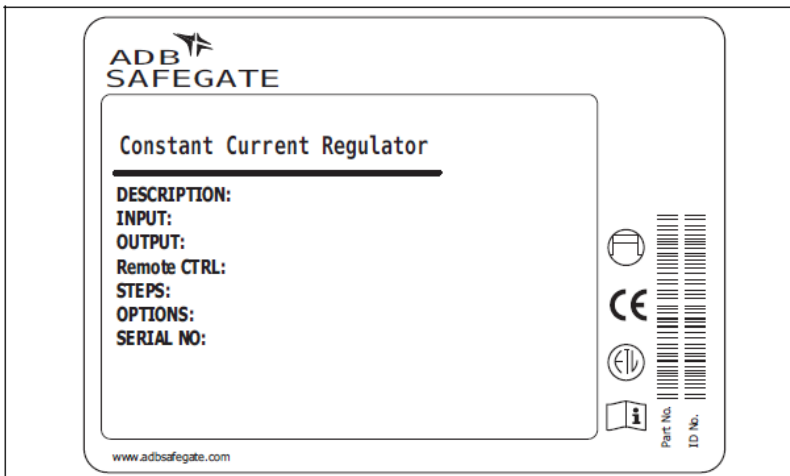 ADB
SAFEGATE
Constant Current Regulator
DESCRIPTION:
INPUT:
OUTPUT:
Remote CTRL:
STEPS:
OPTIONS:
SERIAL NO:
CE
ETL
i
Part No.
ID No.
www.adbsafegate.com